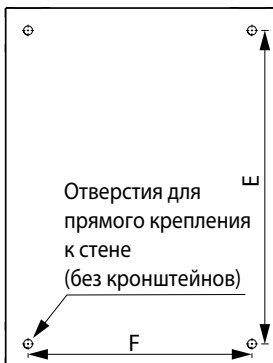 E
Отверстия для
прямого крепления
к стене
(без кронштейнов)
F